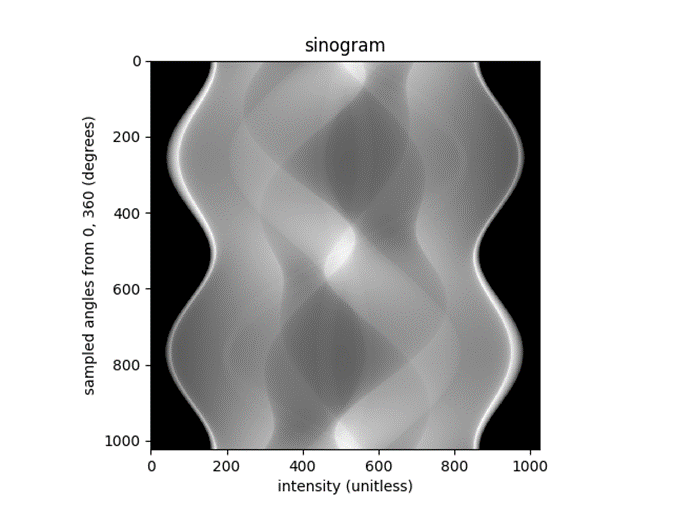 sinogram
0
200
400
600
800
1000
sampled angles from 0, 360 (degrees)
0 200 400 600 800 1000
intensity (unitless)